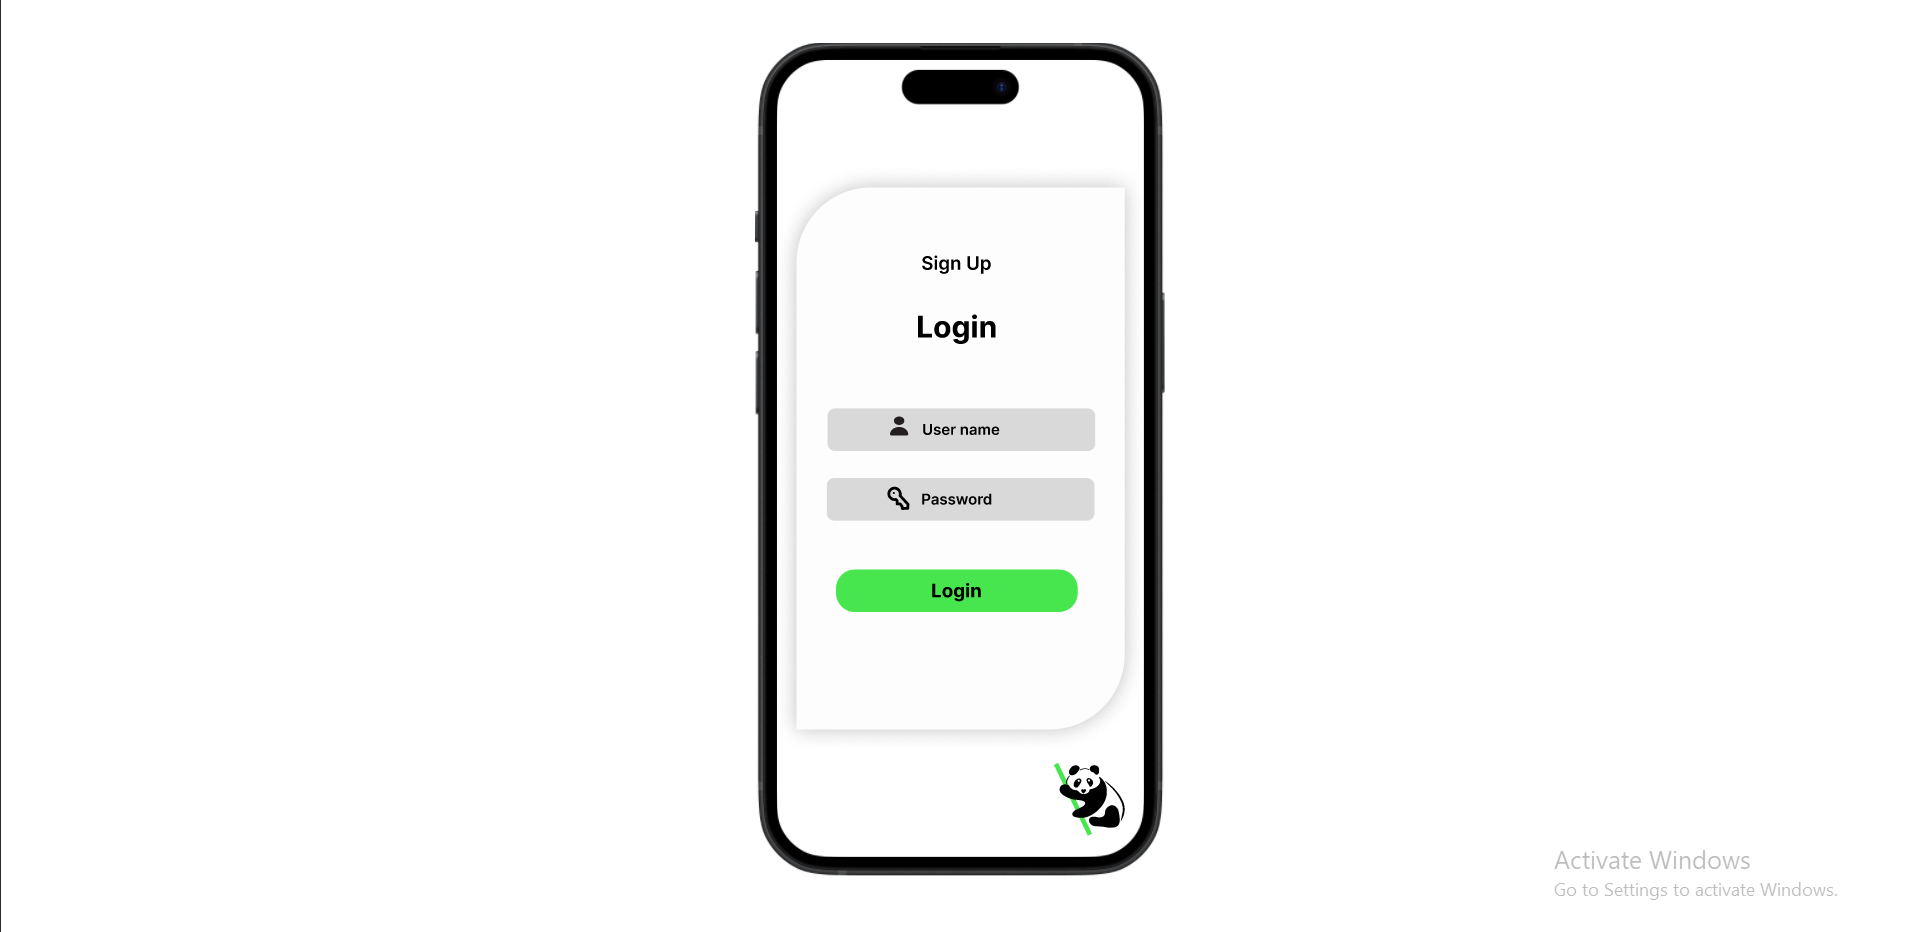 Sign Up
Login
User name
Password
Login
Activate Windows
Go to Settings to activate Windows.